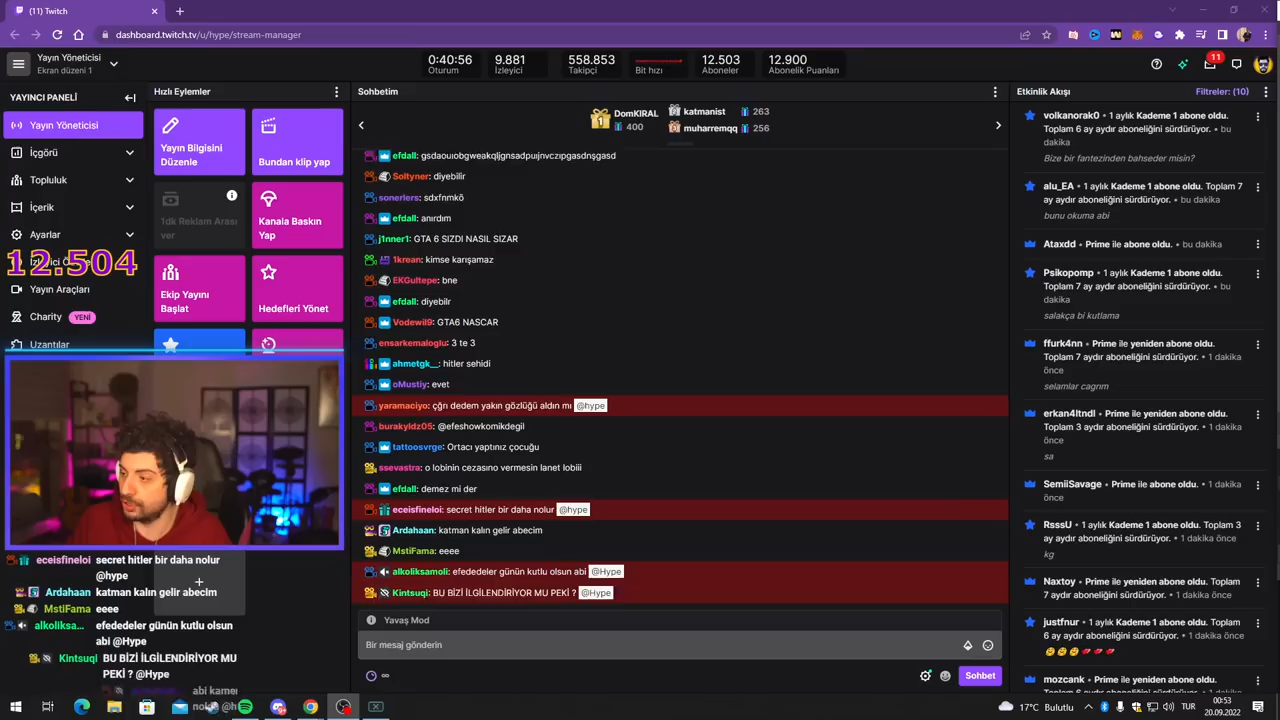 (11) Twitch
dashboard.twitch.tv/u/hype/stream-manager
Yayın Yöneticisi
Ekran düzeni 1
0:40:56
Oturum
9.881
İzleyici
558.853
Takipçi
Bit hızı
12.503
Aboneler
12.900
Abonelik Puanları
11
YAYINCI PANELİ
Yayın Yöneticisi
İçgörü
Topluluk
İçerik
Ayarlar
12.504
Yayın Araçları
Charity YENİ
Uzantılar
Hızlı Eylemler
Yayın Bilgisini
Düzenle
Bundan klip yap
1dk Reklam Arası
ver
Kanala Baskın
Yap
Ekip Yayını
Başlat
Hedefleri Yönet
Sohbetim
1
DomKIRAL
400
katmanist 263
muharremqq 256
efdall: gsdaouıobgweakqljgnsadpuıjnvczıpgasdnşgasd
Soltyner: diyebilir
sonerlers: sdxfnmkö
efdall: anırdım
j1nner1: GTA 6 SIZDI NASIL SIZAR
1krean: kimse karışamaz
EKGultepe: bne
efdall: diyebilr
Vodewil9: GTA6 NASCAR
ensarkemaloglu: 3 te 3
ahmetgk__: hitler sehidi
oMustiy: evet
yaramaciyo: çğrı dedem yakın gözlüğü aldın mı @hype
burakyldz05: @efeshowkomikdegil
tattoosvrge: Ortacı yaptınız çocuğu
ssevastra: o lobinin cezasıno vermesin lanet lobiii
efdall: demez mi der
eceisfineloi: secret hitler bir daha nolur @hype
Ardahaan: katman kalın gelir abecim
MstiFama: eeee
alkoliksamoli: efededeler günün kutlu olsun abi @Hype
Kintsuqi: BU BİZİ İLGİLENDİRİYOR MU PEKİ ? @Hype
Yavaş Mod
Bir mesaj gönderin
Sohbet
Etkinlik Akışı
Filtreler: (10)
volkanorak0 • 1 aylık Kademe 1 abone oldu.
Toplam 6 ay aydır aboneliğini sürdürüyor. • bu
dakika
Bize bir fantezinden bahseder misin?
alu_EA • 1 aylık Kademe 1 abone oldu. Toplam 7
ay aydır aboneliğini sürdürüyor. • bu dakika
bunu okuma abi
Ataxdd • Prime ile abone oldu. • bu dakika
Psikopomp • 1 aylık Kademe 1 abone oldu.
Toplam 7 ay aydır aboneliğini sürdürüyor. • bu
dakika
salakça bi kutlama
ffurk4nn • Prime ile yeniden abone oldu.
Toplam 7 aydır aboneliğini sürdürüyor. • 1 dakika
önce
selamlar cagrım
erkan4ltndl • Prime ile yeniden abone oldu.
Toplam 3 aydır aboneliğini sürdürüyor. • 1 dakika
önce
sa
SemiiSavage • Prime ile abone oldu. • 1 dakika
önce
RsssU • 1 aylık Kademe 1 abone oldu. Toplam 3
ay aydır aboneliğini sürdürüyor. • 1 dakika önce
kg
Naxtoy • Prime ile yeniden abone oldu. Toplam
7 aydır aboneliğini sürdürüyor. • 1 dakika önce
justfnur • 1 aylık Kademe 1 abone oldu. Toplam
6 ay aydır aboneliğini sürdürüyor. • 1 dakika önce
mozcank • Prime ile yeniden abone oldu.
eceisfineloi secret hitler bir daha nolur
@hype
Ardahaan katman kalın gelir abecim
MstiFama eeee
alkoliksa... efededeler günün kutlu olsun
abi @Hype
Kintsuqi BU BİZİ İLGİLENDİRİYOR MU
PEKİ ? @Hype
17°C Bulutlu
TUR
00:53
20.09.2022